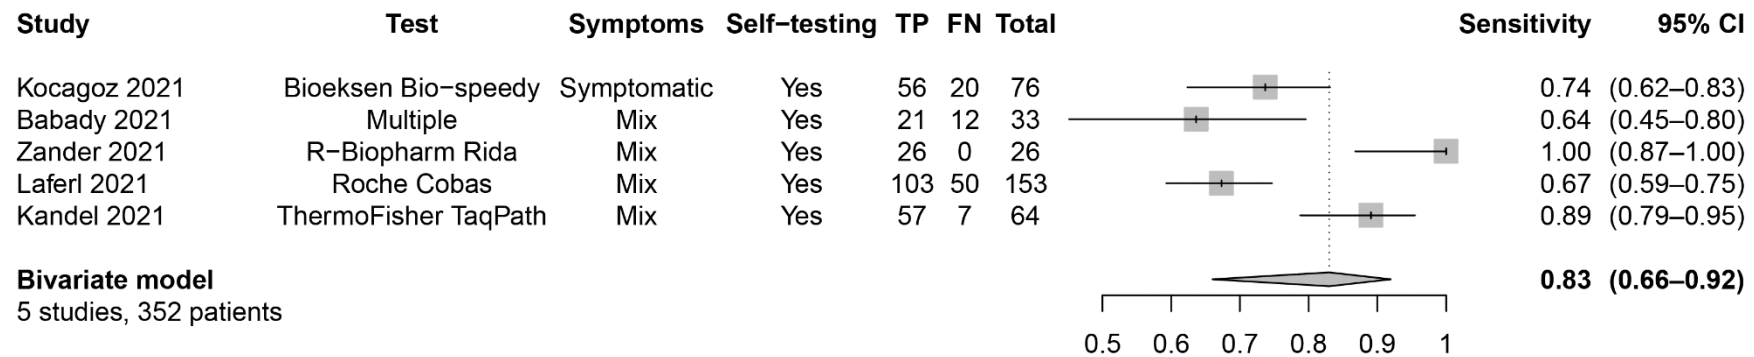 Study Test Symptoms Self−testing TP FN Total Sensitivity 95% CI
Kocagoz 2021 Bioeksen Bio−speedy Symptomatic Yes 56 20 76 0.74 (0.62–0.83)
Babady 2021 Multiple Mix Yes 21 12 33 0.64 (0.45–0.80)
Zander 2021 R−Biopharm Rida Mix Yes 26 0 26 1.00 (0.87–1.00)
Laferl 2021 Roche Cobas Mix Yes 103 50 153 0.67 (0.59–0.75)
Kandel 2021 ThermoFisher TaqPath Mix Yes 57 7 64 0.89 (0.79–0.95)
Bivariate model 0.83 (0.66–0.92)
5 studies, 352 patients
0.5 0.6 0.7 0.8 0.9 1